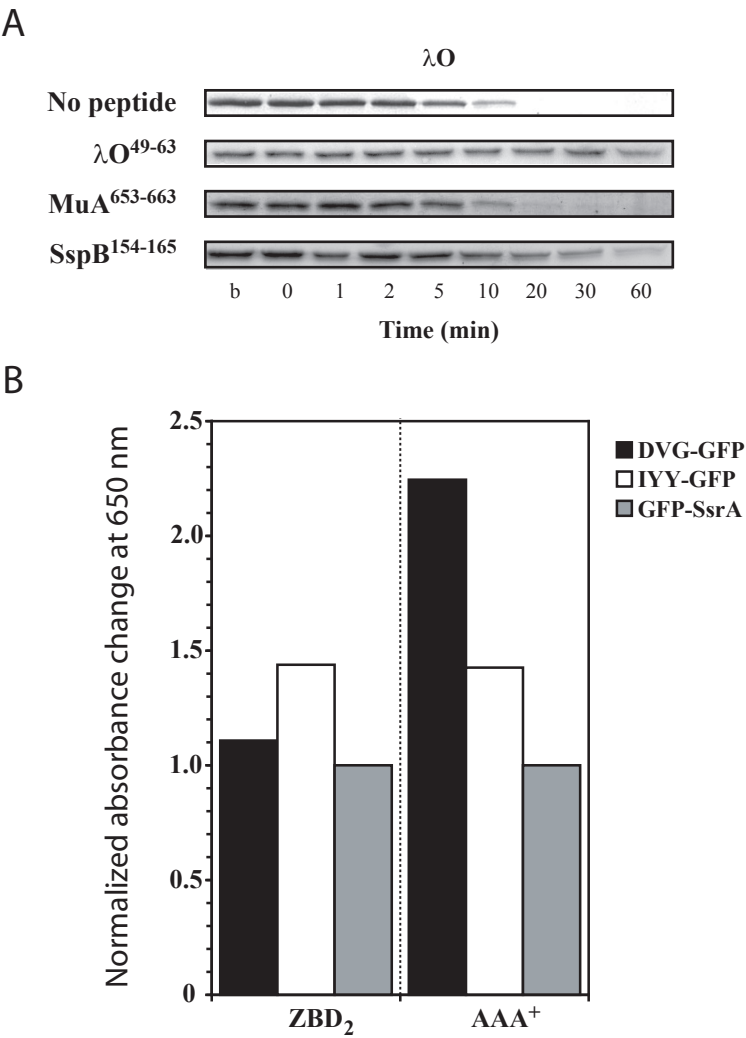 A
λO
No peptide
λO49-63
MuA653-663
SspB154-165
b 0 1 2 5 10 20 30 60
Time (min)
B
Normalized absorbance change at 650 nm
2.5
2.0
1.5
1.0
0.5
0
ZBD2 AAA+
DVG-GFP
IYY-GFP
GFP-SsrA